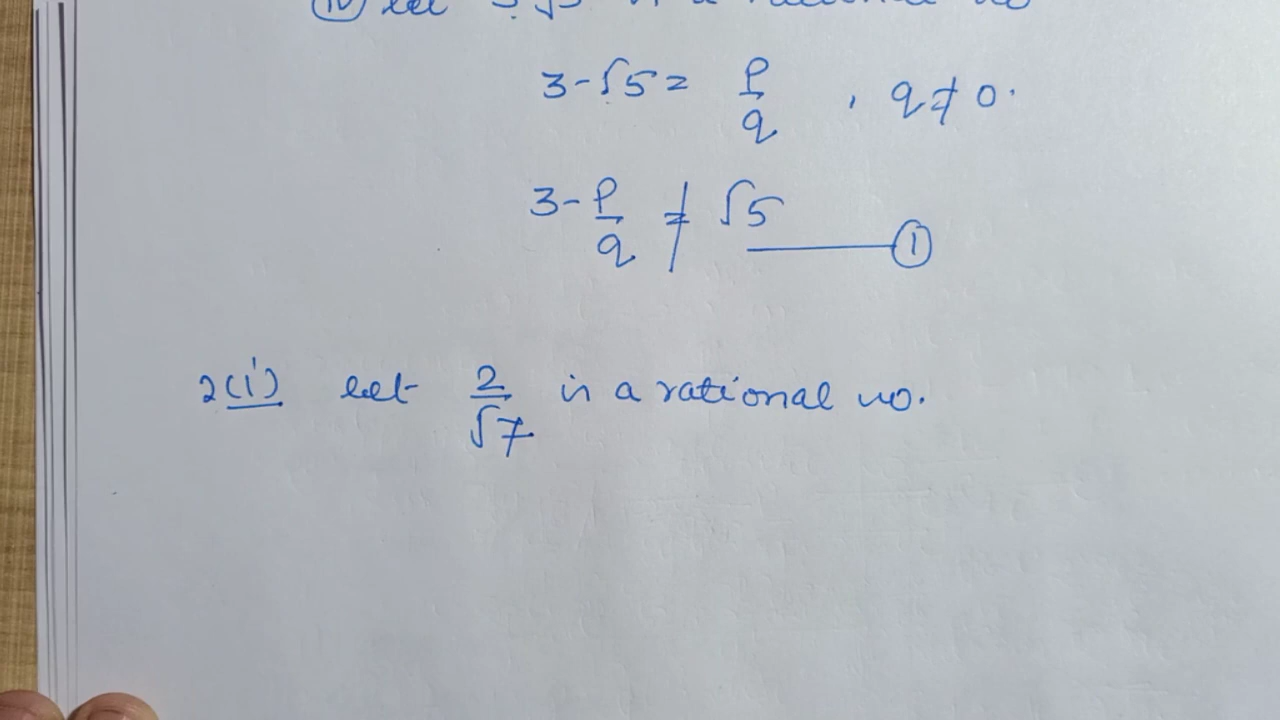 3-√5 = p/q , q ≠ 0.
3 - p/q ≠ √5 ——— ①
2(i) let 2/√7 is a rational no.